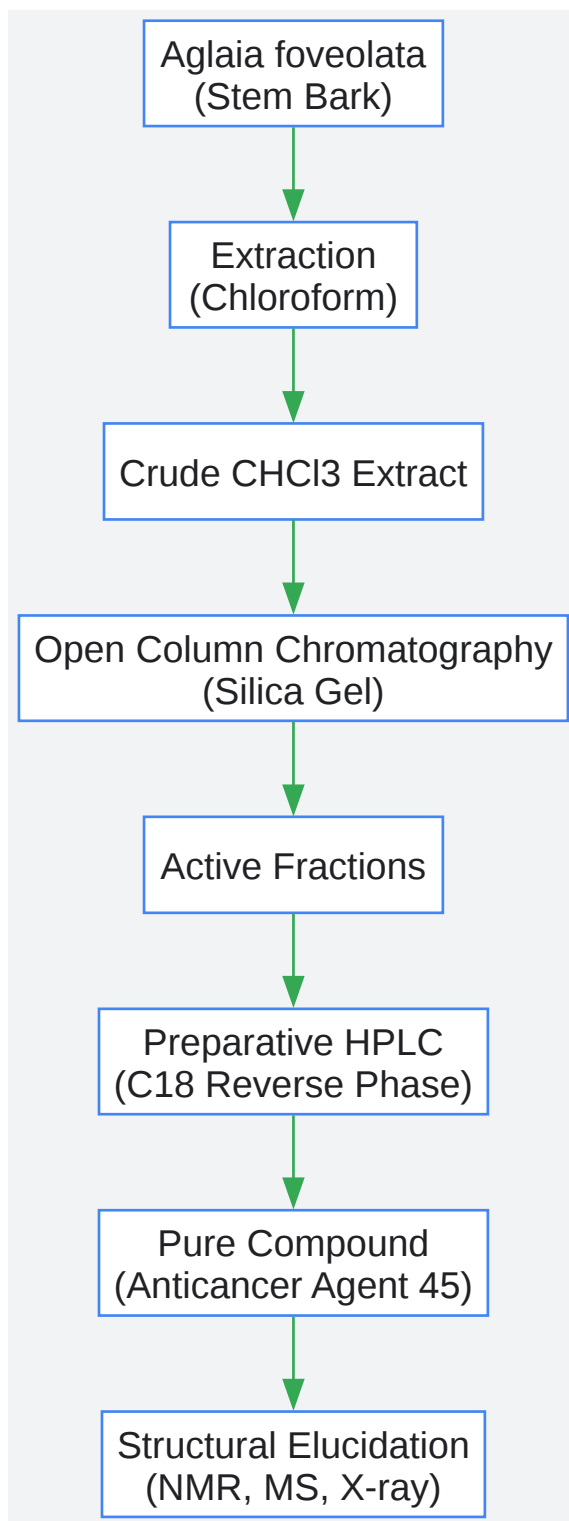 Aglaia foveolata
(Stem Bark)
Extraction
(Chloroform)
Crude CHCl3 Extract
Open Column Chromatography
(Silica Gel)
Active Fractions
Preparative HPLC
(C18 Reverse Phase)
Pure Compound
(Anticancer Agent 45)
Structural Elucidation
(NMR, MS, X-ray)